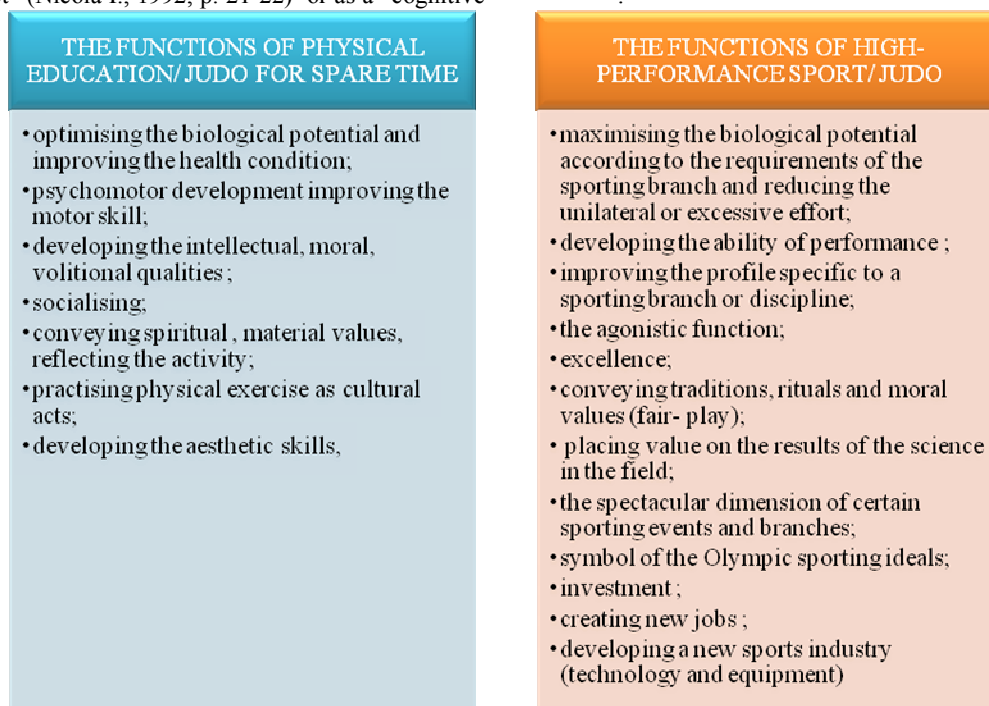 (Nicola I., 1992, p. 21-22) or as a cognitive
THE FUNCTIONS OF PHYSICAL
EDUCATION/ JUDO FOR SPARE TIME
•optimising the biological potential and
improving the health condition;
•psychomotor development improving the
motor skill;
•developing the intellectual, moral,
volitional qualities ;
•socialising;
•conveying spiritual , material values,
reflecting the activity;
•practising physical exercise as cultural
acts;
•developing the aesthetic skills,
THE FUNCTIONS OF HIGH-
PERFORMANCE SPORT/ JUDO
•maximising the biological potential
according to the requirements of the
sporting branch and reducing the
unilateral or excessive effort;
•developing the ability of performance ;
•improving the profile specific to a
sporting branch or discipline;
•the agonistic function;
•excellence;
•conveying traditions, rituals and moral
values (fair- play);
• placing value on the results of the science
in the field;
•the spectacular dimension of certain
sporting events and branches;
•symbol of the Olympic sporting ideals;
•investment ;
•creating new jobs ;
•developing a new sports industry
(technology and equipment)